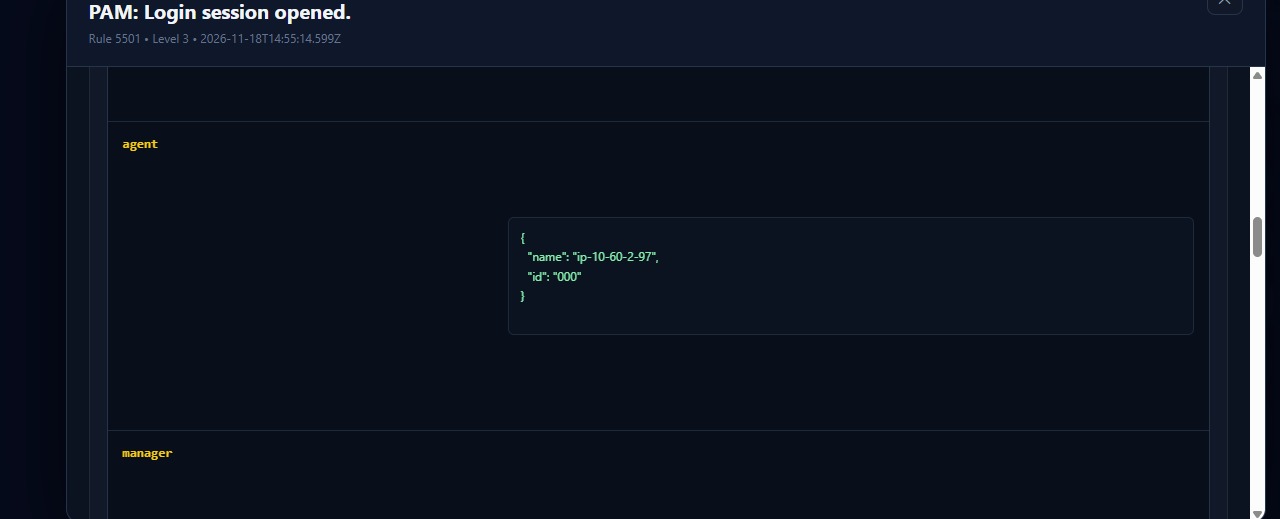 PAM: Login session opened.
Rule 5501 • Level 3 • 2026-11-18T14:55:14.599Z
agent
{
"name": "ip-10-60-2-97",
"id": "000"
}
manager